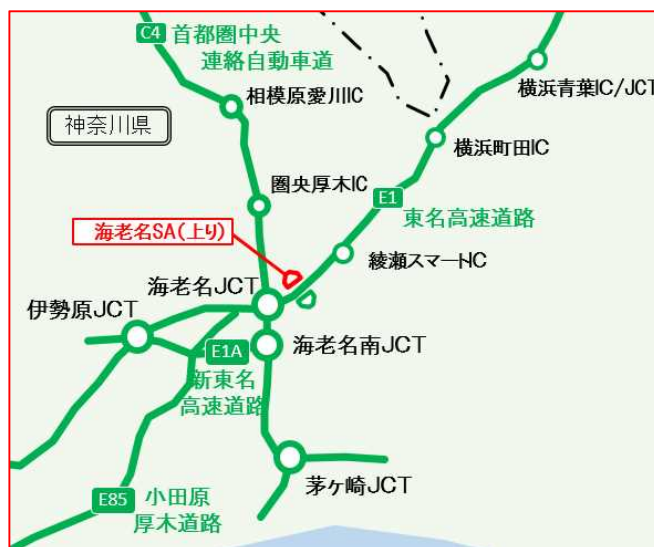 C4
首都圏中央
連絡自動車道
横浜青葉IC/JCT
相模原愛川IC
神奈川県
横浜町田IC
圏央厚木IC
E1
東名高速道路
海老名SA(上り)
綾瀬スマートIC
海老名JCT
伊勢原JCT
海老名南JCT
E1A
新東名
高速道路
茅ヶ崎JCT
E85
小田原
厚木道路